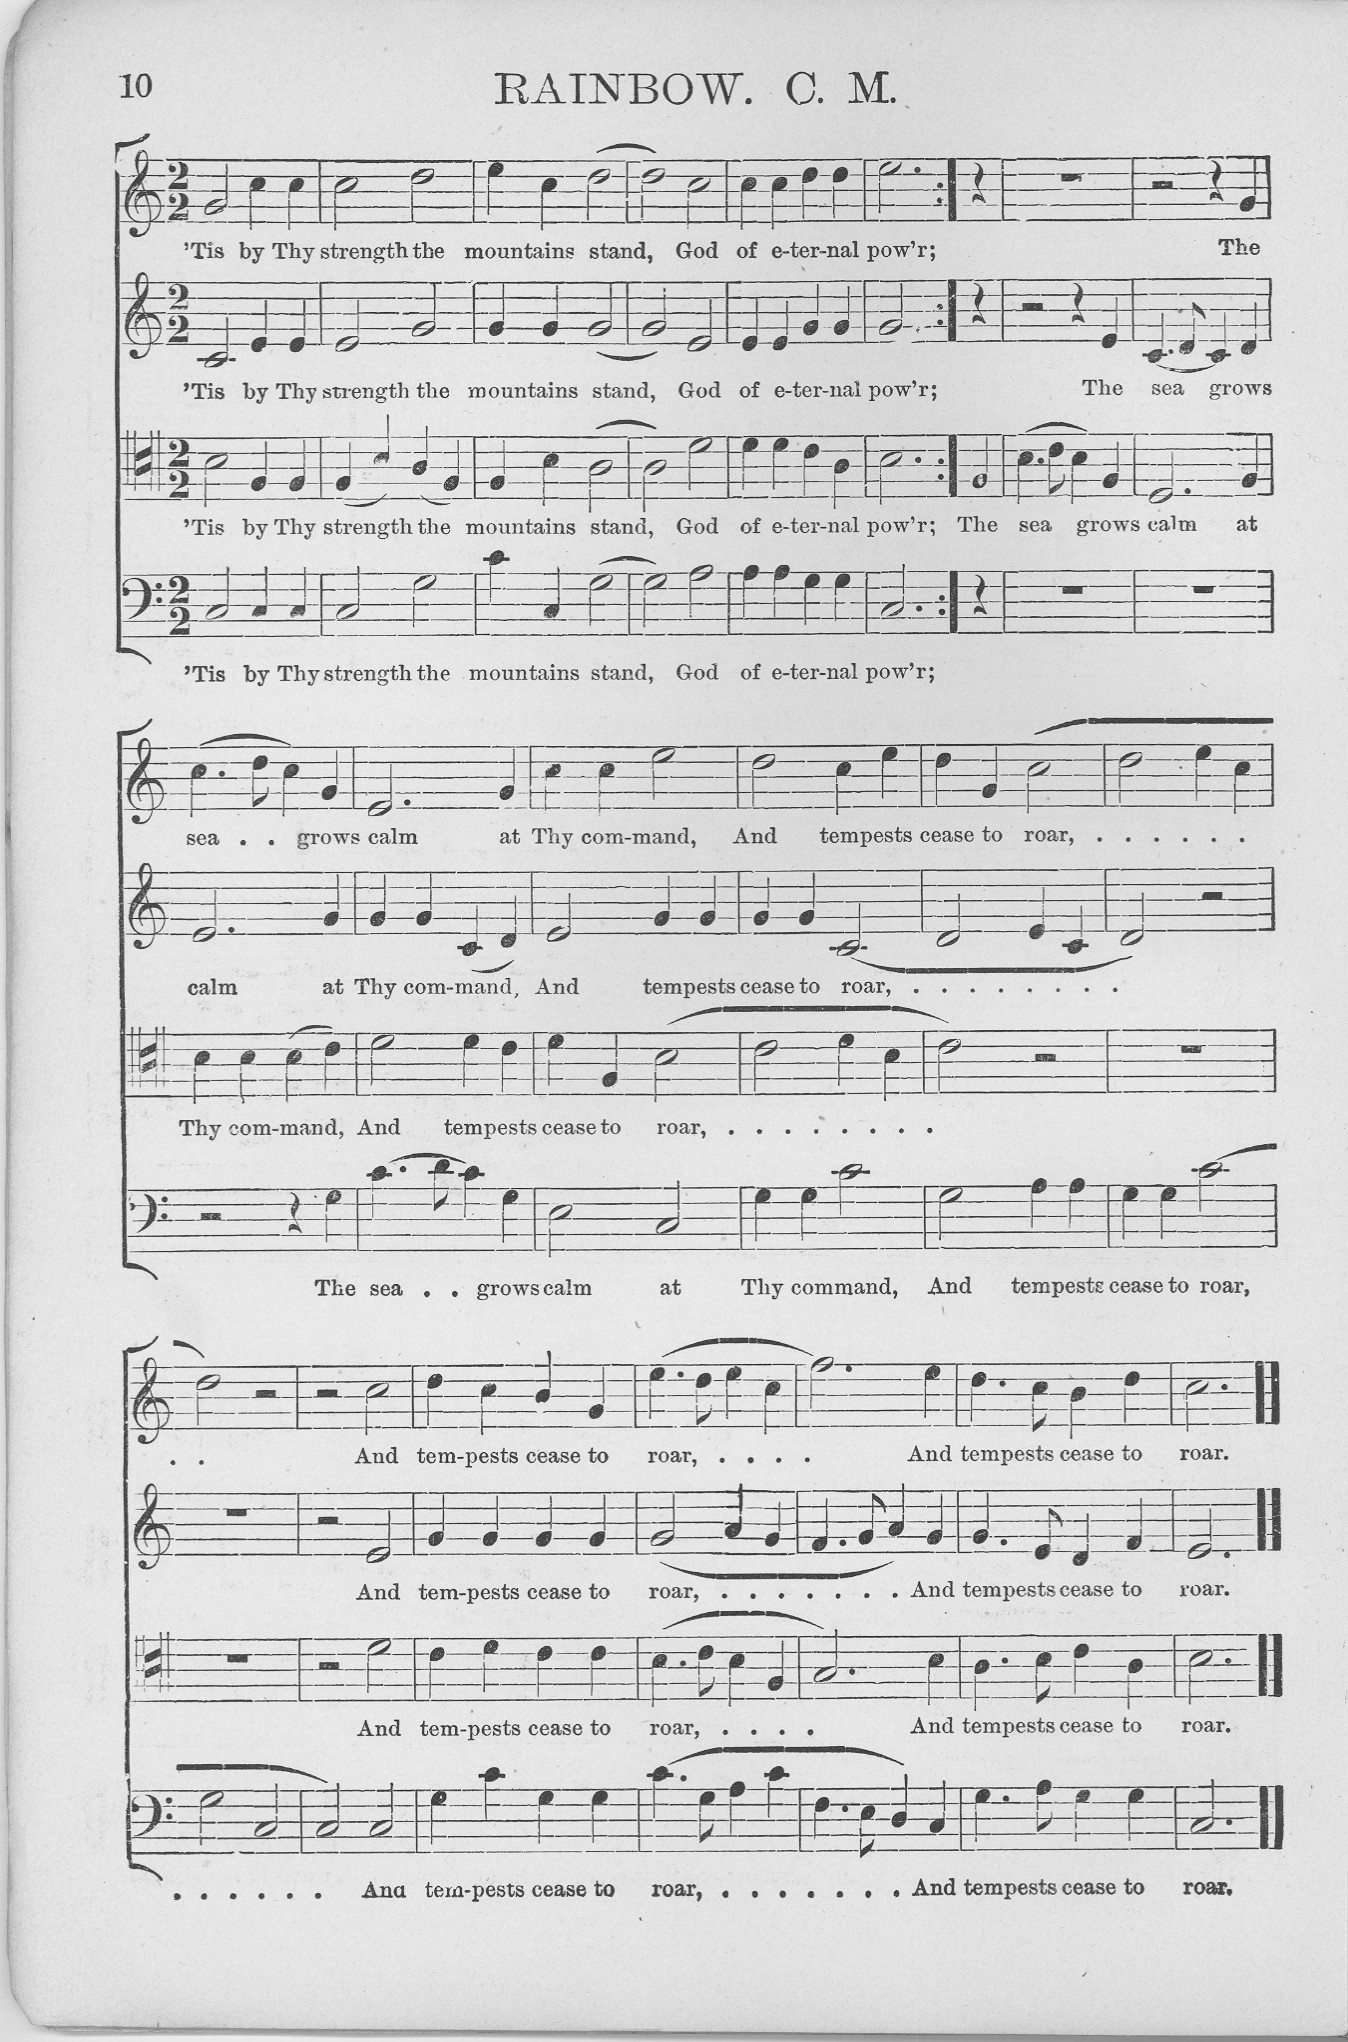 10
RAINBOW. C. M.
'Tis by Thy strength the mountains stand, God of e-ter-nal pow'r; The
'Tis by Thy strength the mountains stand, God of e-ter-nal pow'r; The sea grows
'Tis by Thy strength the mountains stand, God of e-ter-nal pow'r; The sea grows calm at
'Tis by Thy strength the mountains stand, God of e-ter-nal pow'r;
sea . . grows calm at Thy com-mand, And tempests cease to roar, . . . . . .
calm at Thy com-mand, And tempests cease to roar, . . . . . . . .
Thy com-mand, And tempests cease to roar, . . . . . . . .
The sea . . grows calm at Thy command, And tempests cease to roar,
. . And tem-pests cease to roar, . . . . And tempests cease to roar.
And tem-pests cease to roar, . . . . . . . And tempests cease to roar.
And tem-pests cease to roar, . . . . And tempests cease to roar.
. . . . . . And tem-pests cease to roar, . . . . . . . And tempests cease to roar.